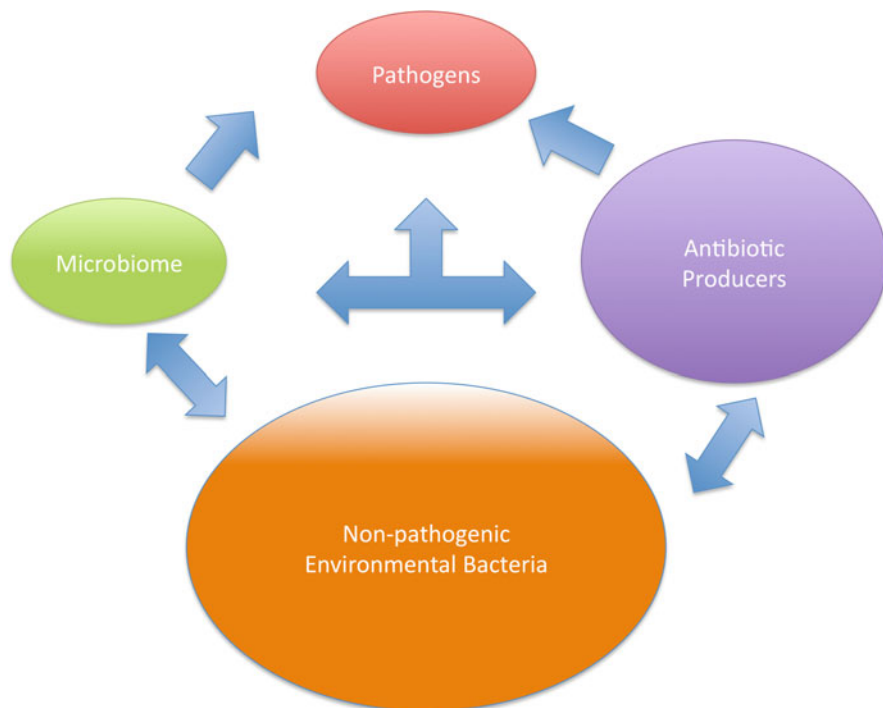 Pathogens
Microbiome
Antibiotic
Producers
Non-pathogenic
Environmental Bacteria